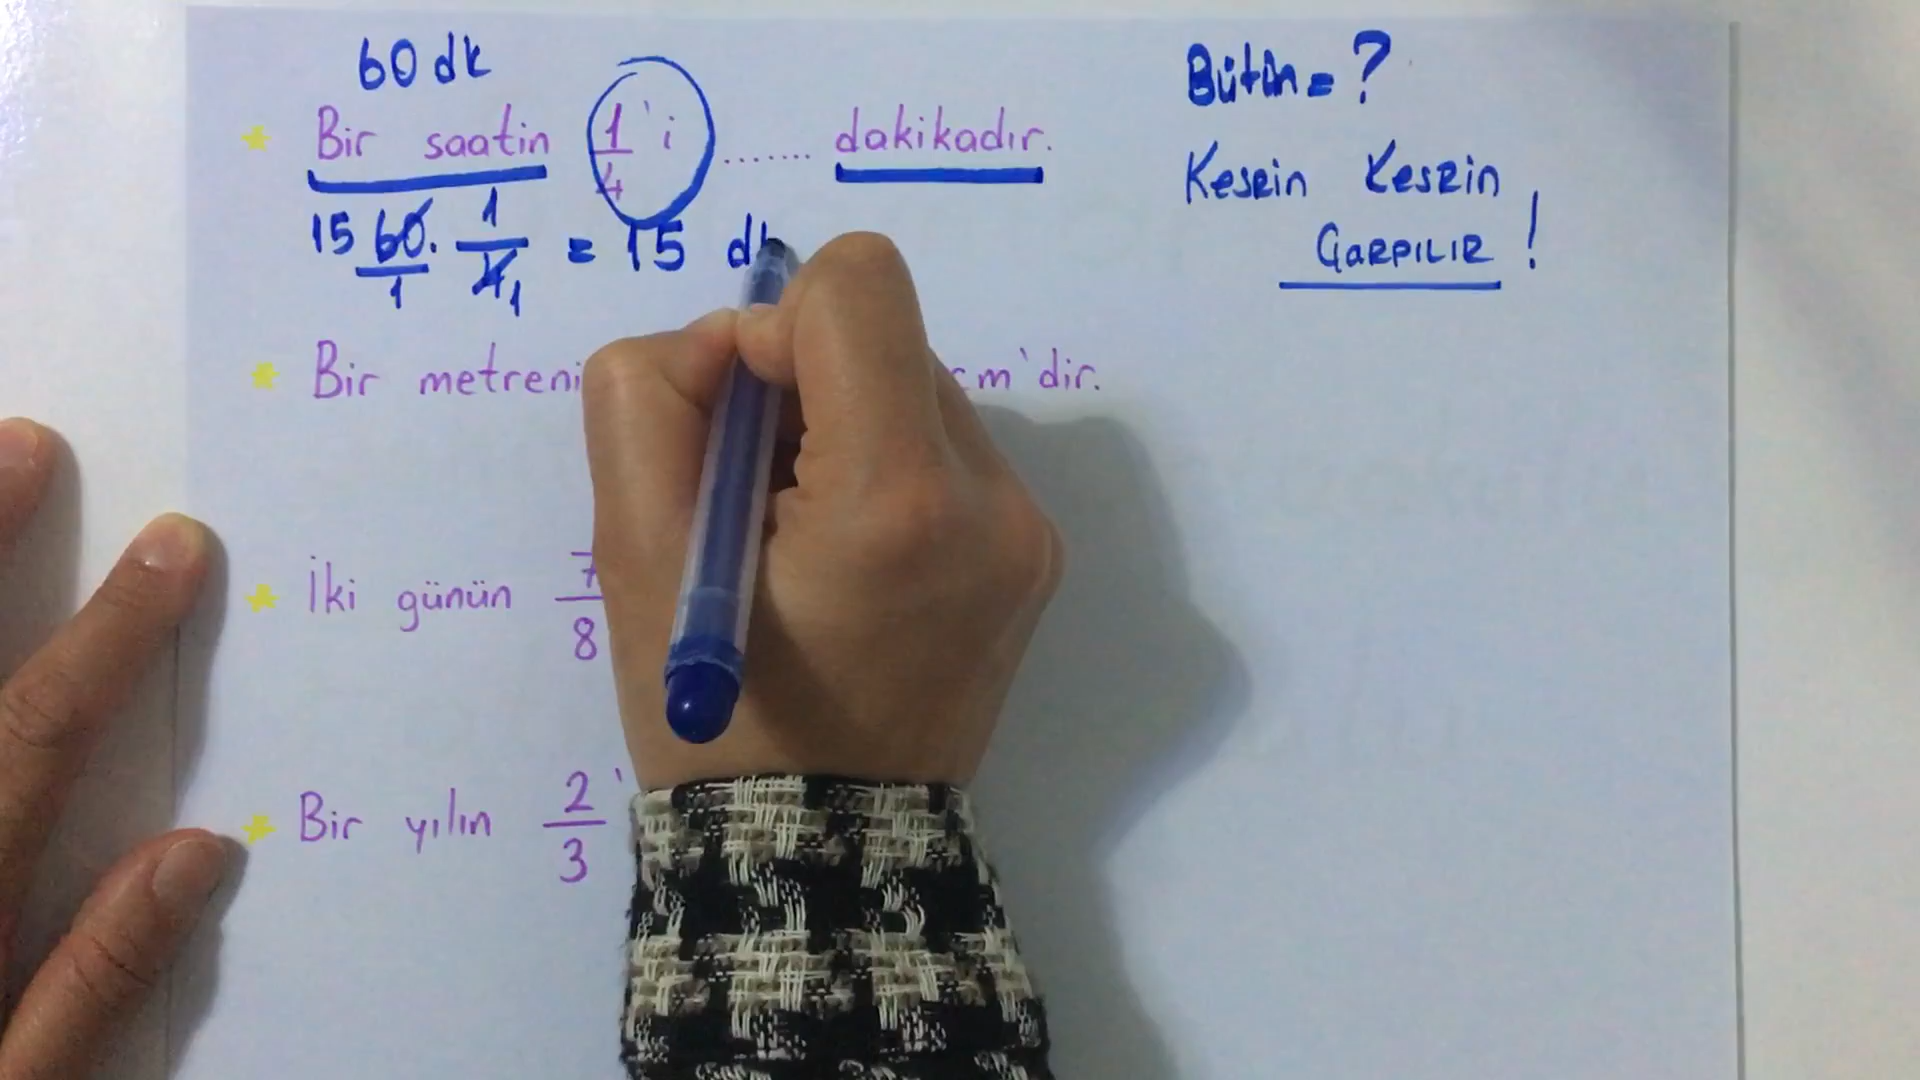 60 dk
* Bir saatin 1/4 'i ....... dakikadır.
15 60/1 . 1/4 1 = 15 dk
* Bir metreni cm'dir.
* İki günün 7/8
* Bir yılın 2/3 '
Bütün = ?
Kesrin Kesrin
ÇARPILIR !